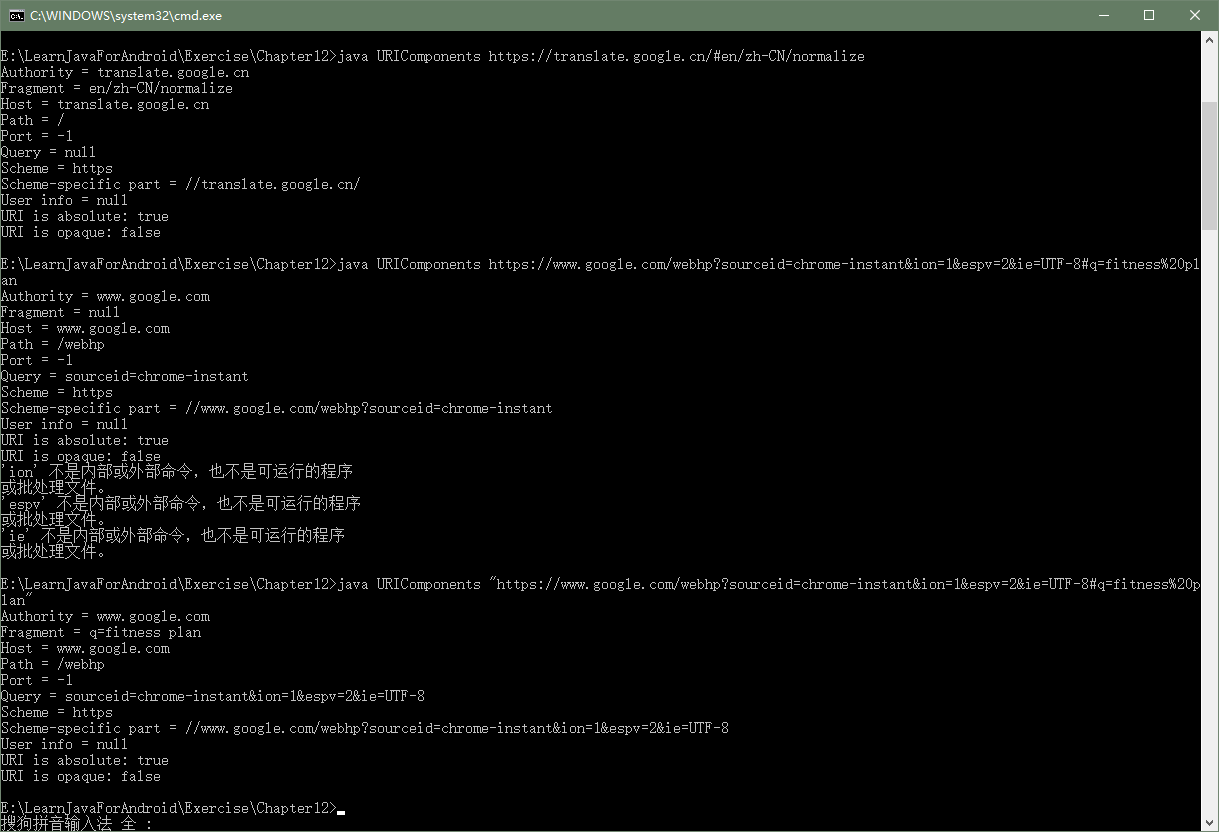 C:\WINDOWS\system32\cmd.exe
E:\LearnJavaForAndroid\Exercise\Chapter12>java URIComponents https://translate.google.cn/#en/zh-CN/normalize
Authority = translate.google.cn
Fragment = en/zh-CN/normalize
Host = translate.google.cn
Path = /
Port = -1
Query = null
Scheme = https
Scheme-specific part = //translate.google.cn/
User info = null
URI is absolute: true
URI is opaque: false
E:\LearnJavaForAndroid\Exercise\Chapter12>java URIComponents https://www.google.com/webhp?sourceid=chrome-instant&ion=1&espv=2&ie=UTF-8#q=fitness%20pl
an
Authority = www.google.com
Fragment = null
Host = www.google.com
Path = /webhp
Port = -1
Query = sourceid=chrome-instant
Scheme = https
Scheme-specific part = //www.google.com/webhp?sourceid=chrome-instant
User info = null
URI is absolute: true
URI is opaque: false
'ion' 不是内部或外部命令，也不是可运行的程序
或批处理文件。
'espv' 不是内部或外部命令，也不是可运行的程序
或批处理文件。
'ie' 不是内部或外部命令，也不是可运行的程序
或批处理文件。
E:\LearnJavaForAndroid\Exercise\Chapter12>java URIComponents "https://www.google.com/webhp?sourceid=chrome-instant&ion=1&espv=2&ie=UTF-8#q=fitness%20p
lan"
Authority = www.google.com
Fragment = q=fitness plan
Host = www.google.com
Path = /webhp
Port = -1
Query = sourceid=chrome-instant&ion=1&espv=2&ie=UTF-8
Scheme = https
Scheme-specific part = //www.google.com/webhp?sourceid=chrome-instant&ion=1&espv=2&ie=UTF-8
User info = null
URI is absolute: true
URI is opaque: false
E:\LearnJavaForAndroid\Exercise\Chapter12>
搜狗拼音输入法 全 :